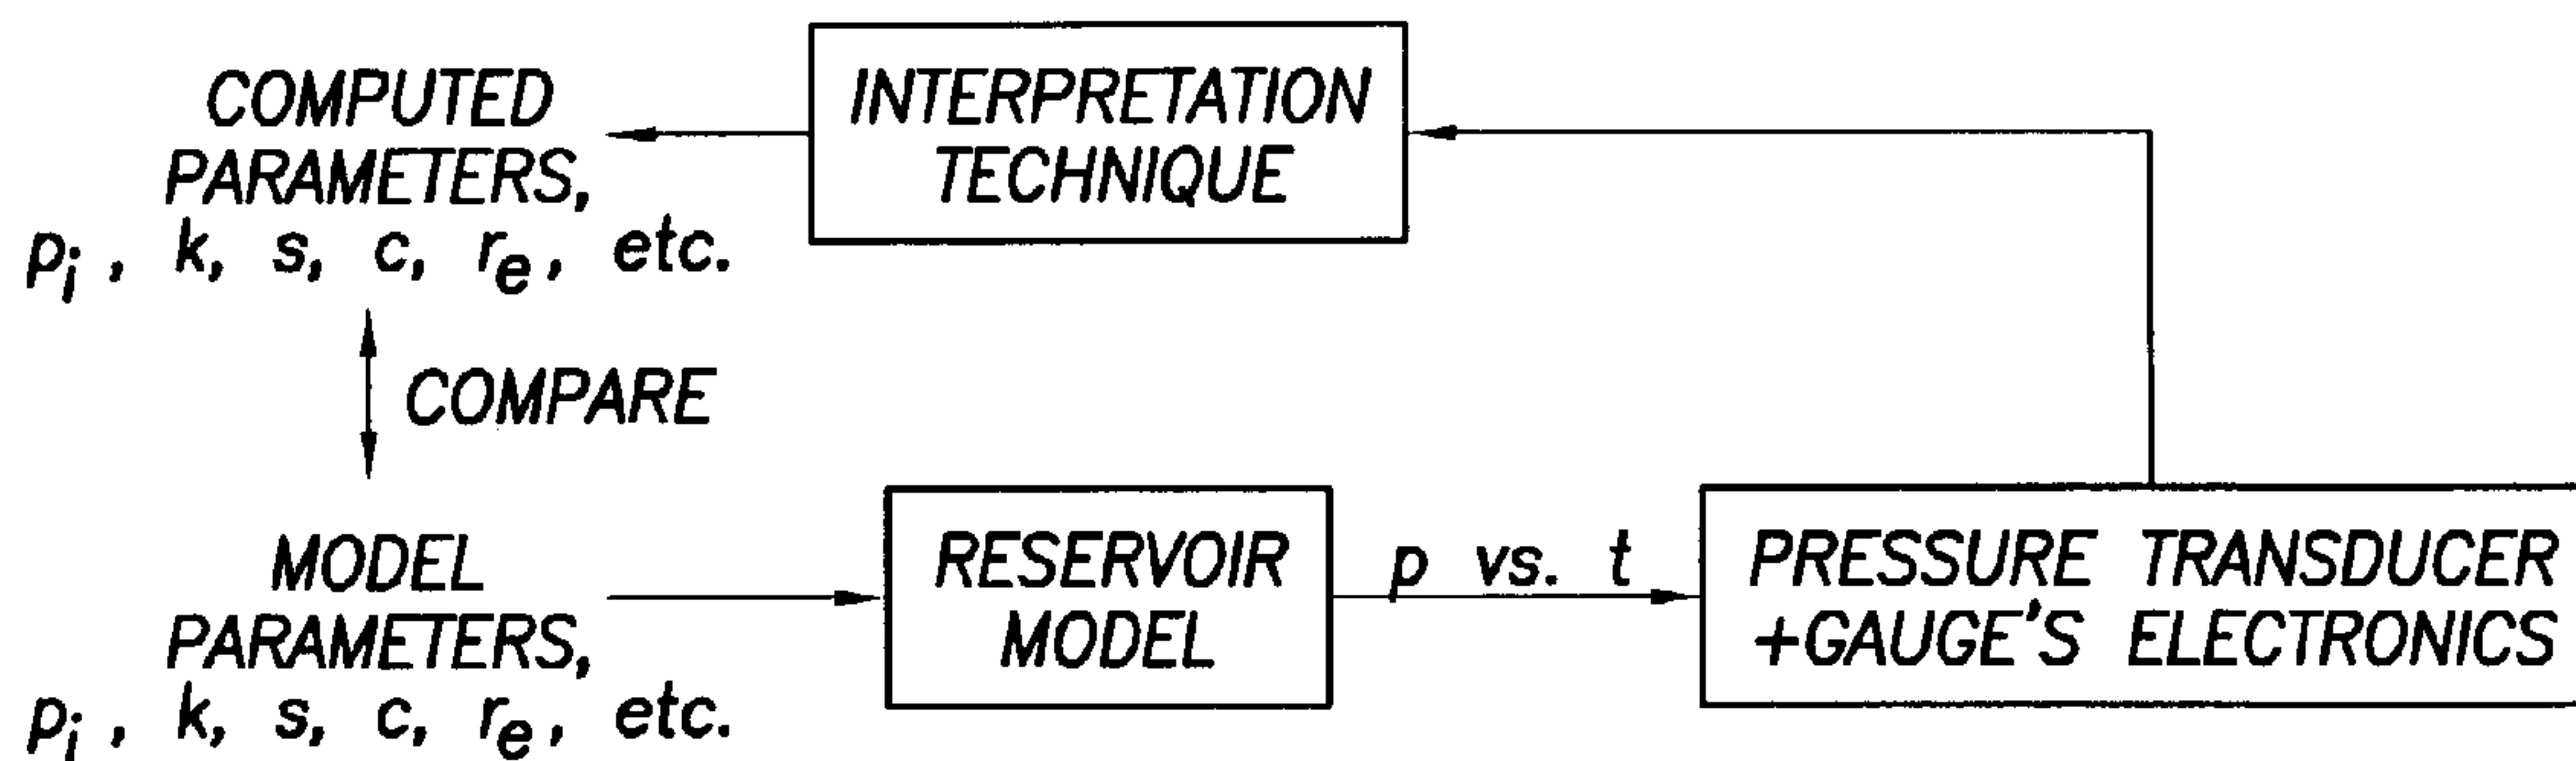 COMPUTED
PARAMETERS,
pi , k, s, c, re, etc.
INTERPRETATION
TECHNIQUE
COMPARE
MODEL
PARAMETERS,
pi , k, s, c, re, etc.
RESERVOIR
MODEL
p vs. t
PRESSURE TRANSDUCER
+GAUGE'S ELECTRONICS